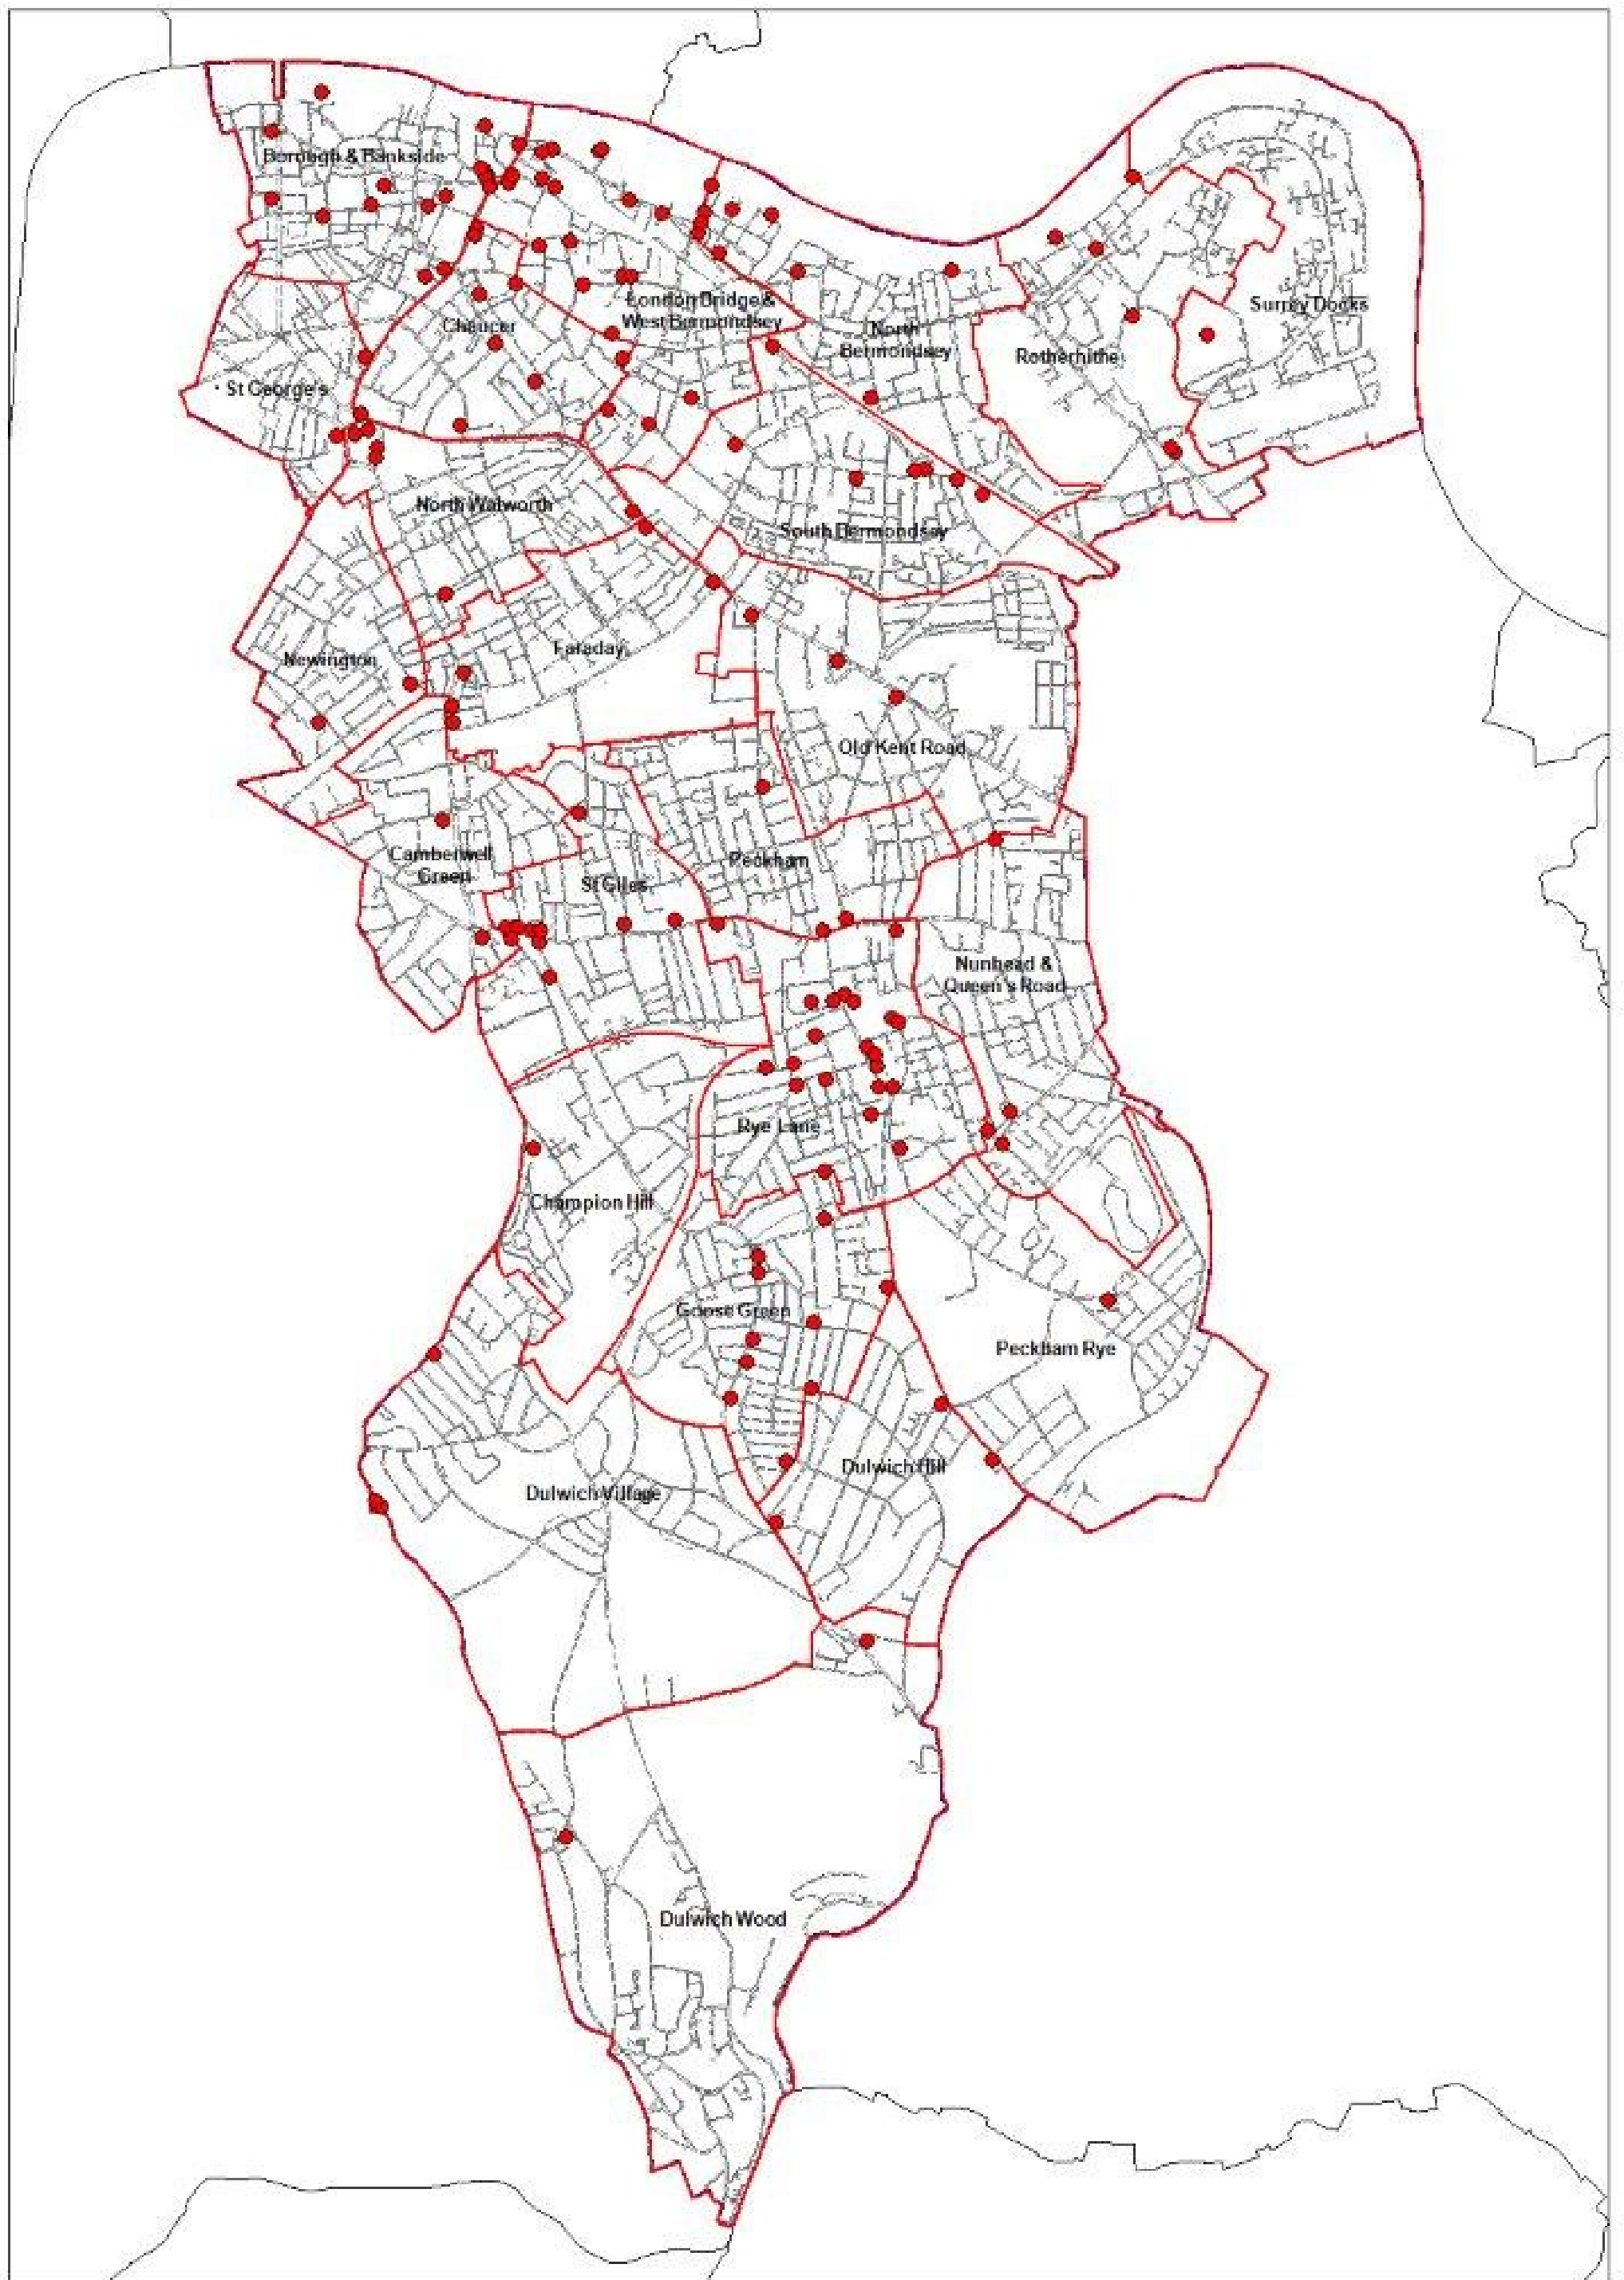 Borough & Bankside
London Bridge &
West Bermondsey
Chaucer
North
Bermondsey
Surrey Docks
Rotherhithe
St George's
North Walworth
South Bermondsey
Newington
Faraday
Old Kent Road
Camberwell
Green
Peckham
St Giles
Nunhead &
Queen's Road
Rye Lane
Champion Hill
Goose Green
Peckham Rye
Dulwich Hill
Dulwich Village
Dulwich Wood